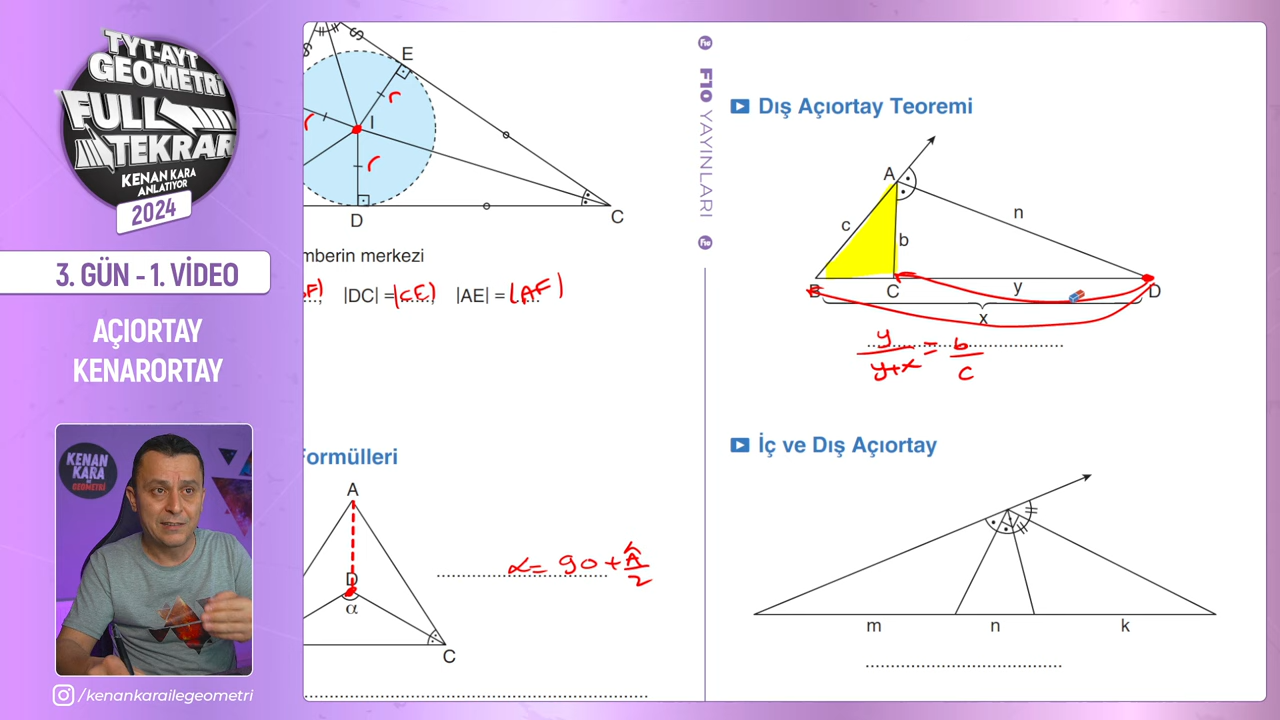 TYT-AYT
GEOMETRİ
FULL
TEKRAR
KENAN KARA
ANLATIYOR
2024
3. GÜN - 1. VİDEO
AÇIORTAY
KENARORTAY
KENAN
KARA
GEOMETRİ
/kenankarailegeometri
E
r
r
I
r
D
C
mberin merkezi
|DC| = |CE| |AE| = |AF|
Formülleri
A
D
α
C
α = 90 + Â/2
F10 YAYINLARI
Dış Açıortay Teoremi
A
c
b
n
B
C
y
D
x
y/y+x = b/c
İç ve Dış Açıortay
m
n
k